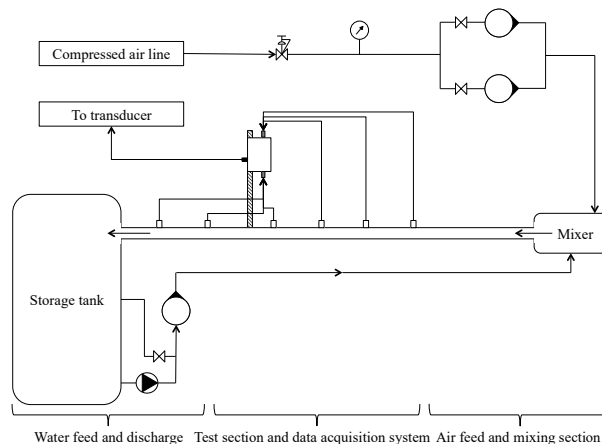 Compressed air line
To transducer
Storage tank
Mixer
Water feed and discharge
Test section and data acquisition system
Air feed and mixing section